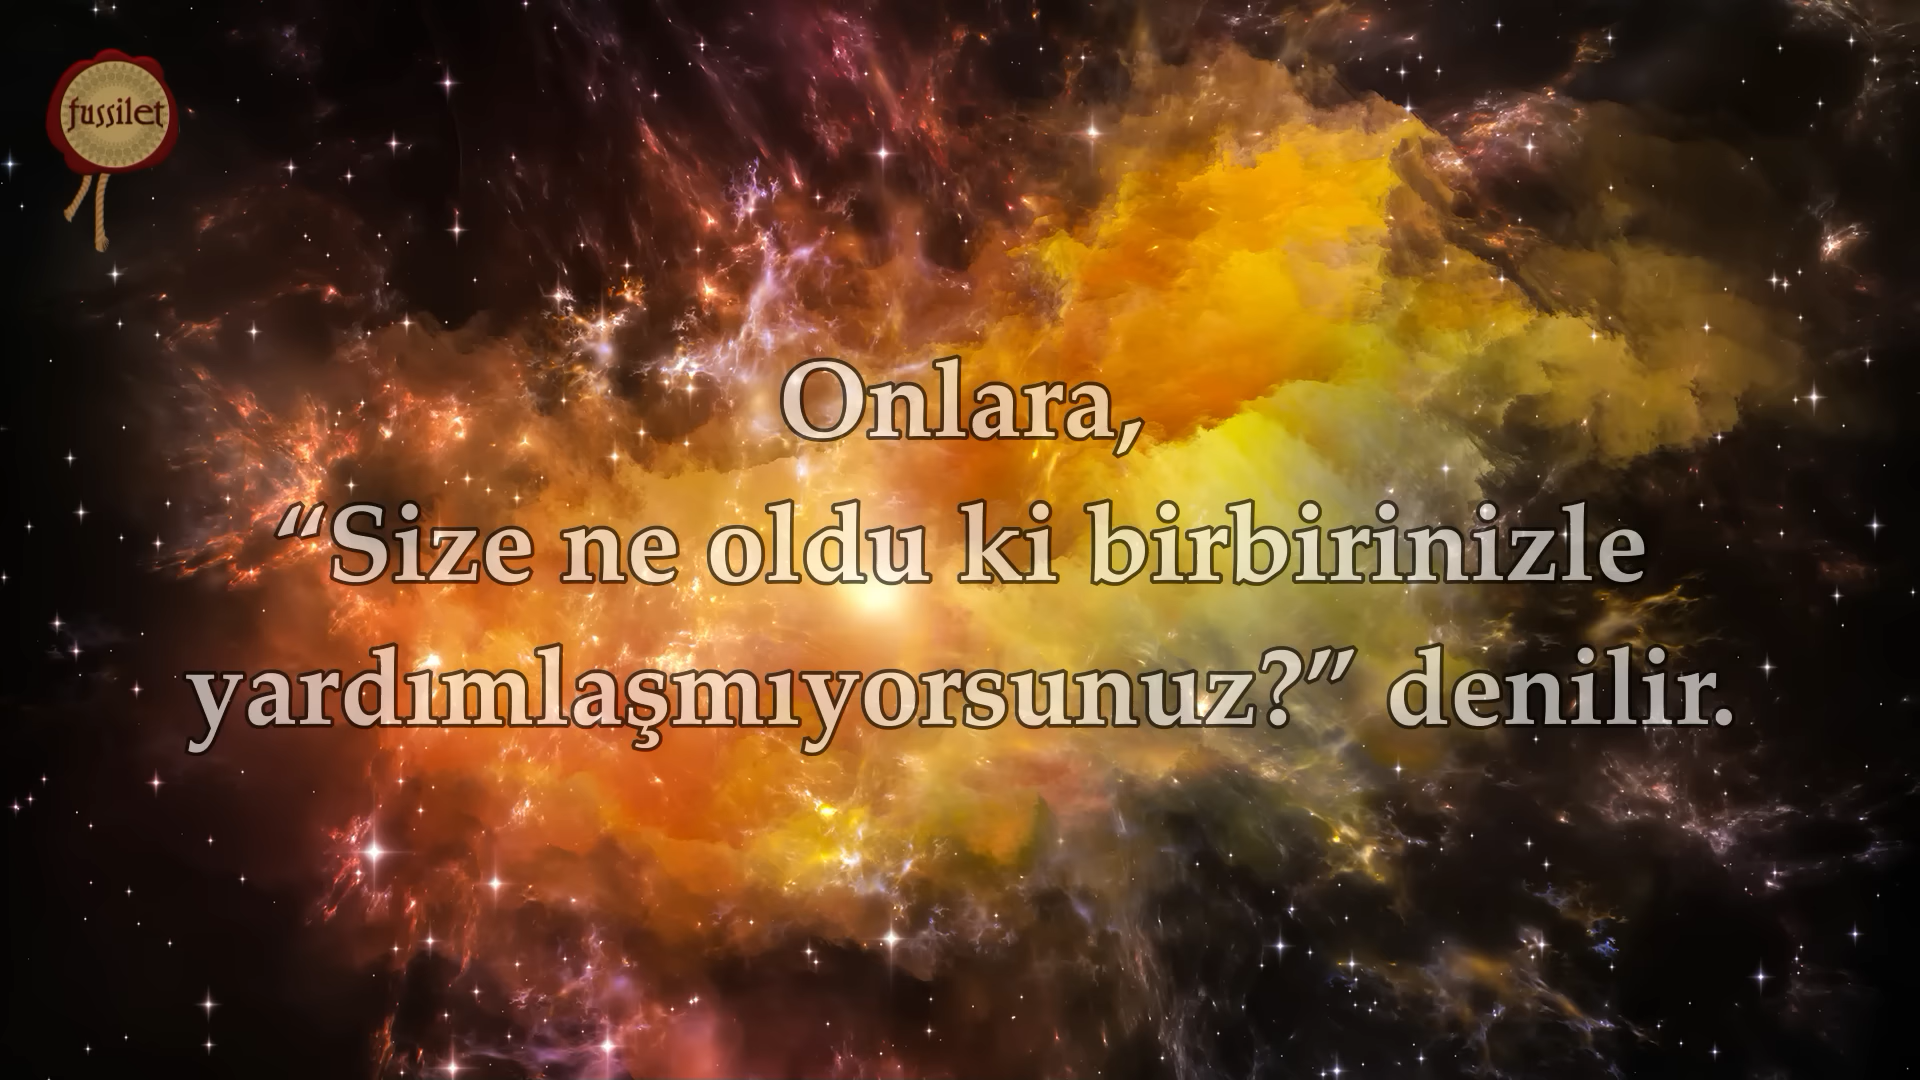 fussilet
Onlara,
“Size ne oldu ki birbirinizle
yardımlaşmıyorsunuz?” denilir.